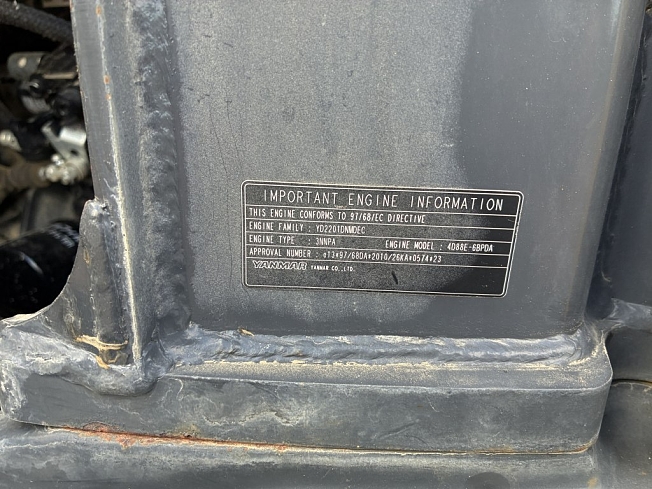 IMPORTANT ENGINE INFORMATION
THIS ENGINE CONFORMS TO 97/68/EC DIRECTIVE
ENGINE FAMILY : YD2201DNMDEC
ENGINE TYPE : 3NNPA ENGINE MODEL : 4D88E-6BPDA
APPROVAL NUMBER : e13*97/68DA*2010/26KA*0574*23
YANMAR YANMAR CO.,LTD.